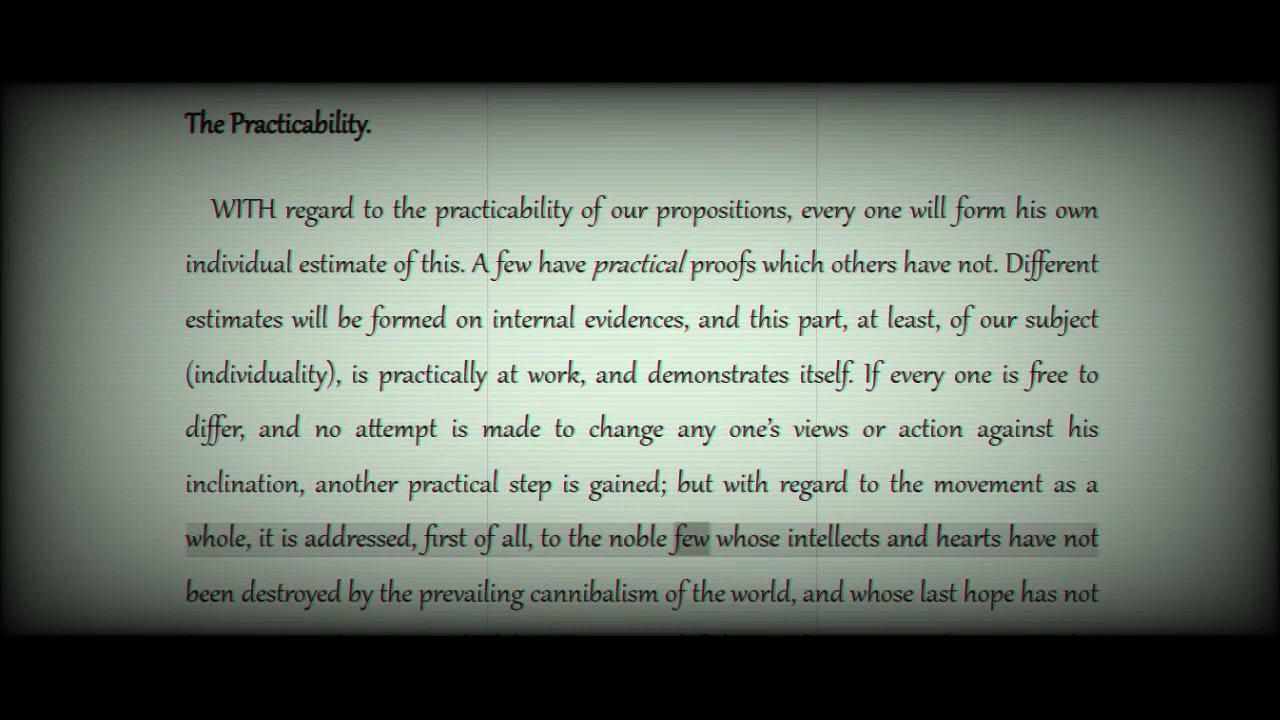 The Practicability.
WITH regard to the practicability of our propositions, every one will form his own
individual estimate of this. A few have practical proofs which others have not. Different
estimates will be formed on internal evidences, and this part, at least, of our subject
(individuality), is practically at work, and demonstrates itself. If every one is free to
differ, and no attempt is made to change any one’s views or action against his
inclination, another practical step is gained; but with regard to the movement as a
whole, it is addressed, first of all, to the noble few whose intellects and hearts have not
been destroyed by the prevailing cannibalism of the world, and whose last hope has not